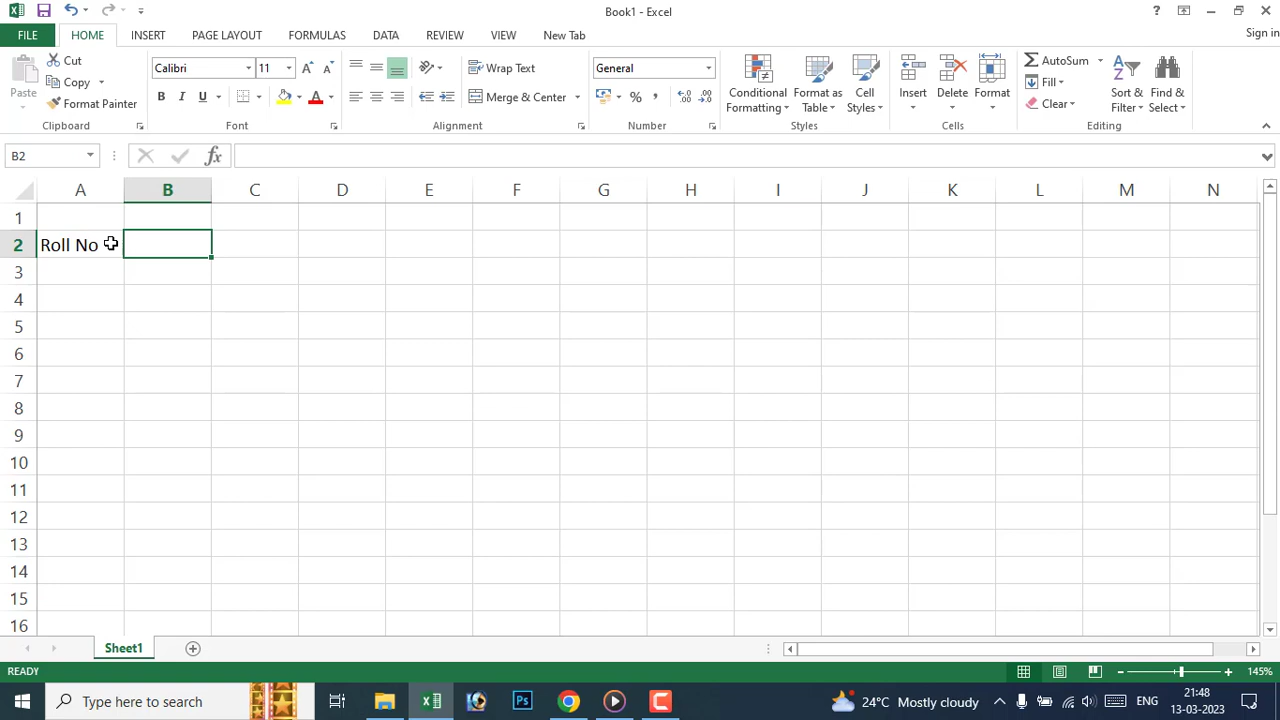 Book1 - Excel
?
Sign in
FILE HOME INSERT PAGE LAYOUT FORMULAS DATA REVIEW VIEW New Tab
Paste
Cut
Copy
Format Painter
Clipboard
Calibri 11
B I U
Font
Wrap Text
Merge & Center
Alignment
General
%
Number
Conditional Formatting
Format as Table
Cell Styles
Styles
Insert
Delete
Format
Cells
AutoSum
Fill
Clear
Sort & Filter
Find & Select
Editing
B2
fx
A B C D E F G H I J K L M N
1
2 Roll No
3
4
5
6
7
8
9
10
11
12
13
14
15
16
Sheet1
READY
145%
Type here to search
24°C Mostly cloudy
ENG
21:48
13-03-2023